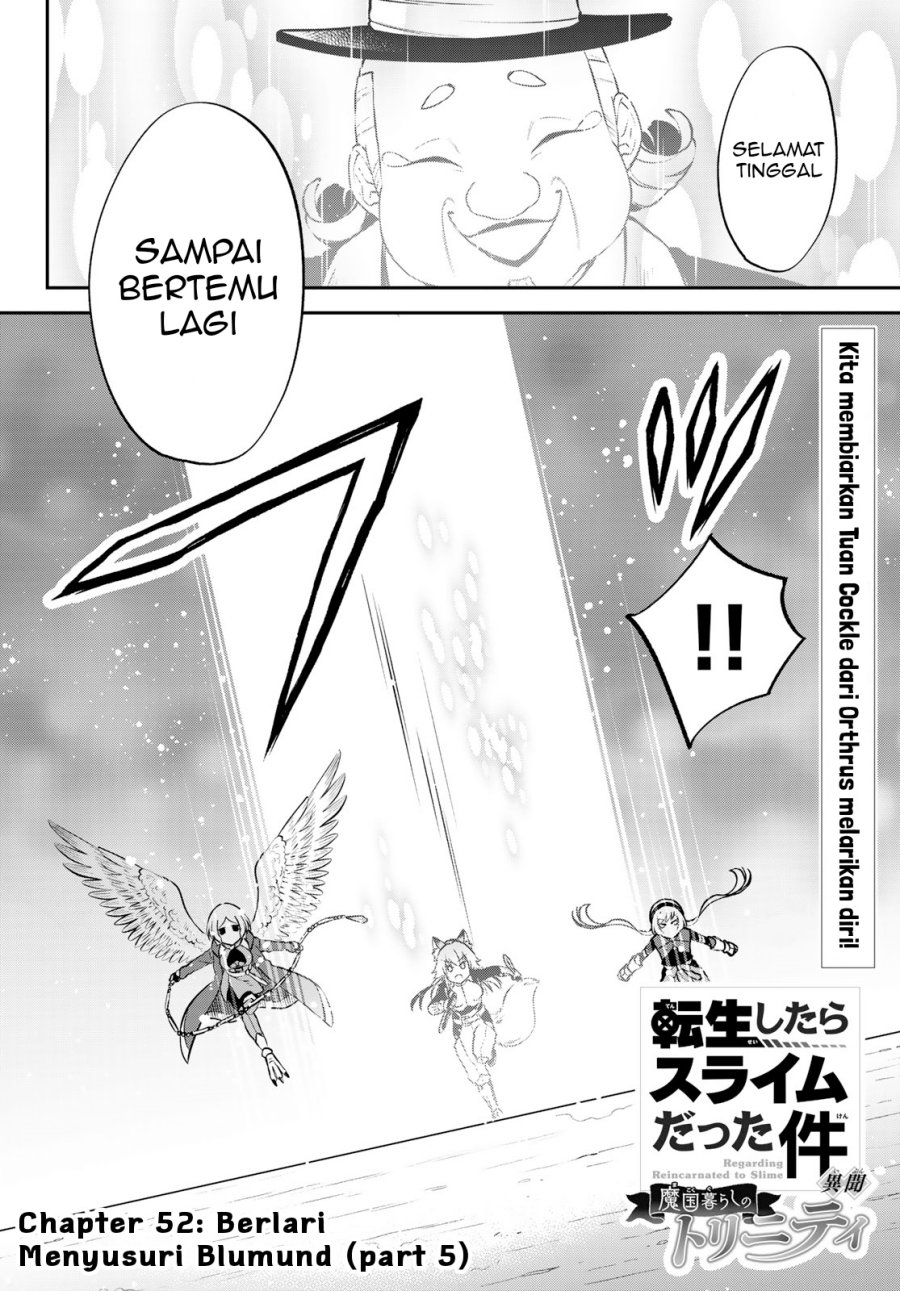 SELAMAT
TINGGAL
SAMPAI
BERTEMU
LAGI
Kita membiarkan Tuan Cockle dari Orthrus melarikan diri!
!!
転生したら
スライム
だった件
Regarding
Reincarnated to Slime
異聞
魔国暮らしの
トリニティ
Chapter 52: Berlari
Menyusuri Blumund (part 5)